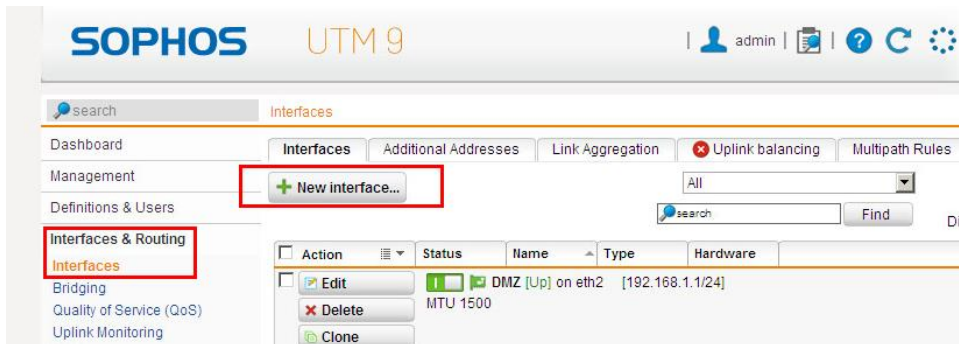 SOPHOS UTM 9 | admin | | ?
search Interfaces
Dashboard Interfaces Additional Addresses Link Aggregation Uplink balancing Multipath Rules
Management New interface... All
Definitions & Users search Find Di
Interfaces & Routing
Interfaces Action Status Name Type Hardware
Bridging Edit DMZ [Up] on eth2 [192.168.1.1/24]
Quality of Service (QoS) Delete MTU 1500
Uplink Monitoring Clone